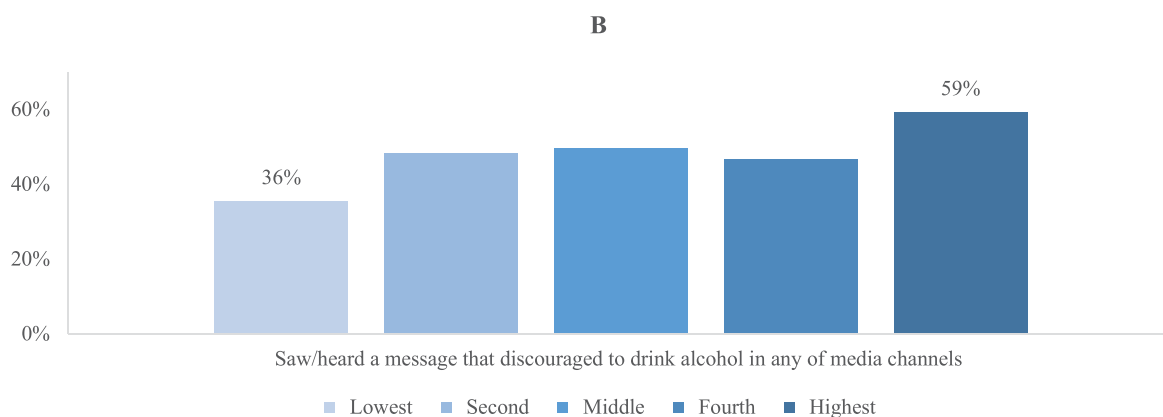 B
60%
40%
20%
0%
36%
59%
Saw/heard a message that discouraged to drink alcohol in any of media channels
Lowest Second Middle Fourth Highest